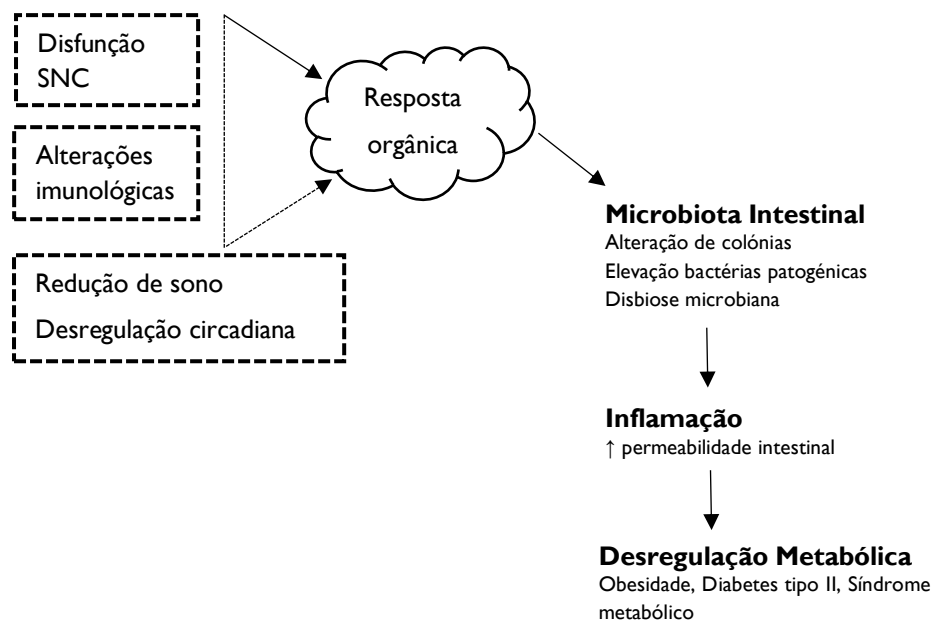 Disfunção
SNC
Alterações
imunológicas
Redução de sono
Desregulação circadiana
Resposta
orgânica
Microbiota Intestinal
Alteração de colónias
Elevação bactérias patogénicas
Disbiose microbiana
Inflamação
↑ permeabilidade intestinal
Desregulação Metabólica
Obesidade, Diabetes tipo II, Síndrome
metabólico